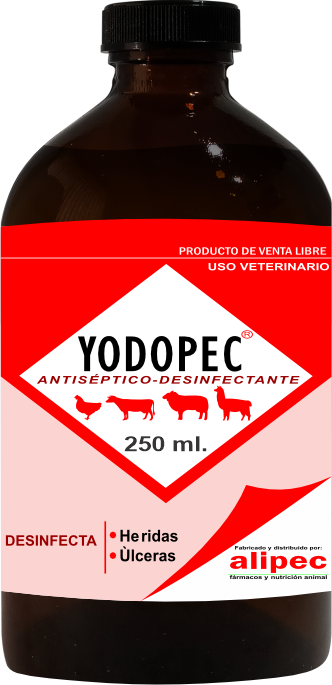 PRODUCTO DE VENTA LIBRE
USO VETERINARIO
YODOPEC®
ANTISÉPTICO-DESINFECTANTE
250 ml.
DESINFECTA
• Heridas
• Ùlceras
Fabricado y distribuido por:
alipec
fármacos y nutrición animal